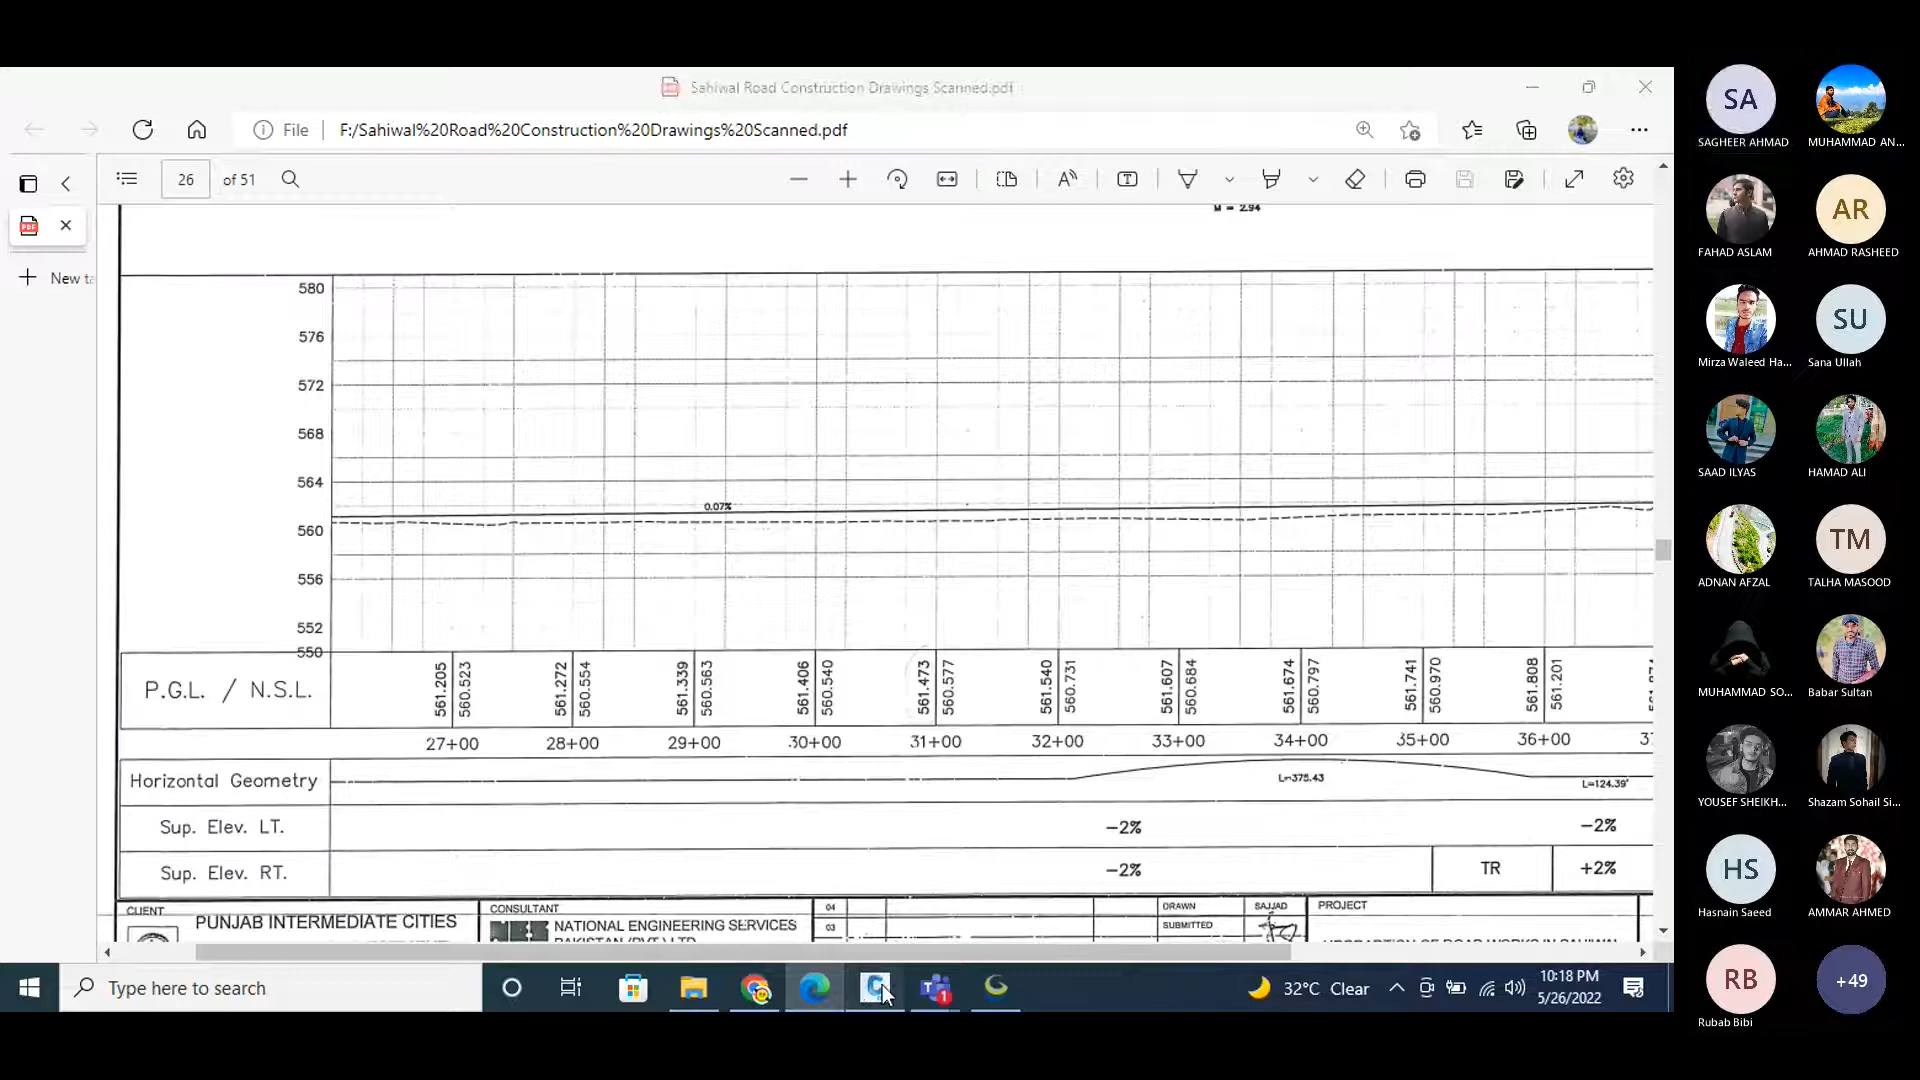 Sahiwal Road Construction Drawings Scanned.pdf
File
F:/Sahiwal%20Road%20Construction%20Drawings%20Scanned.pdf
26 of 51
New ta
M = 2.94
580
576
572
568
564
560
556
552
550
0.07%
P.G.L. / N.S.L.
561.205 560.523 561.272 560.554 561.339 560.563 561.406 560.540 561.473 560.577 561.540 560.731 561.607 560.684 561.674 560.797 561.741 560.970 561.808 561.201
27+00 28+00 29+00 30+00 31+00 32+00 33+00 34+00 35+00 36+00 37
Horizontal Geometry
L=375.43
L=124.39'
Sup. Elev. LT. -2% -2%
Sup. Elev. RT. -2% TR +2%
CLIENT
PUNJAB INTERMEDIATE CITIES
CONSULTANT
NATIONAL ENGINEERING SERVICES
PAKISTAN (PVT.) LTD
04
03
DRAWN SAJJAD
SUBMITTED
PROJECT
Type here to search
T
1
32°C Clear
10:18 PM
5/26/2022
SA
SAGHEER AHMAD
MUHAMMAD AN...
FAHAD ASLAM
AR
AHMAD RASHEED
Mirza Waleed Ha...
SU
Sana Ullah
SAAD ILYAS
HAMAD ALI
ADNAN AFZAL
TM
TALHA MASOOD
MUHAMMAD SO...
Babar Sultan
YOUSEF SHEIKH...
Shazam Sohail Si...
HS
Hasnain Saeed
AMMAR AHMED
RB
Rubab Bibi
+49